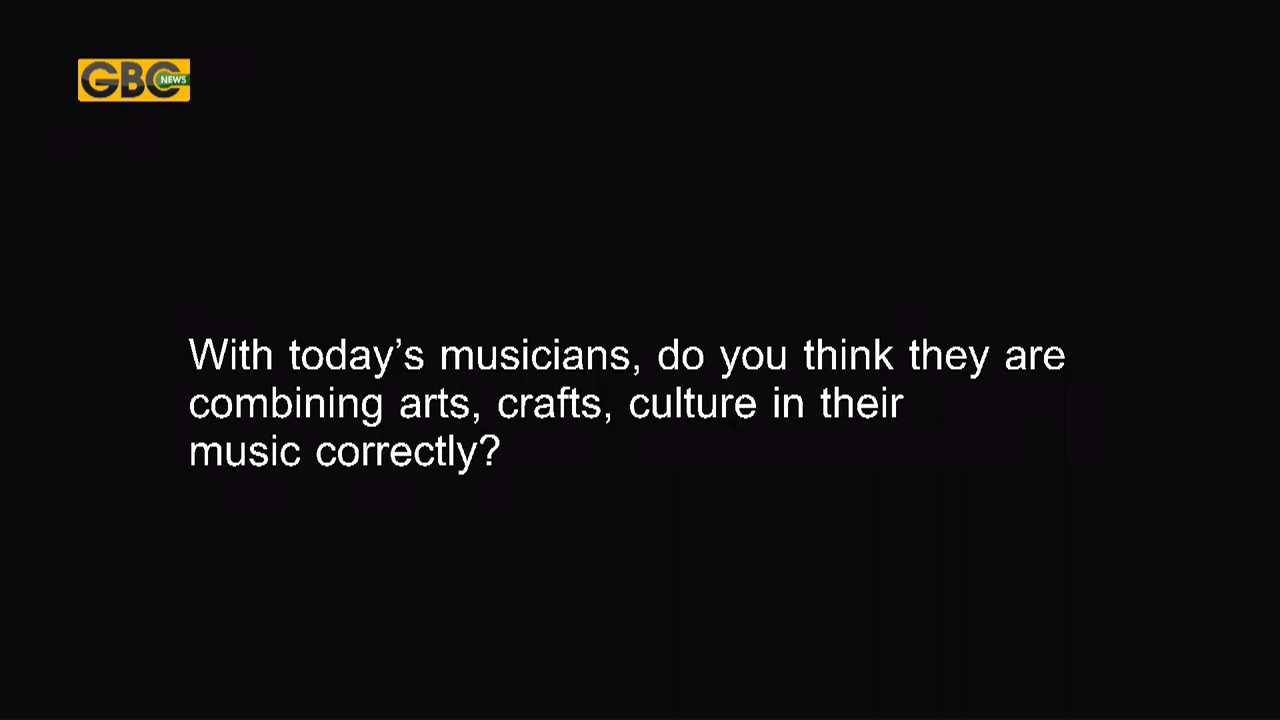 GBC NEWS
With today’s musicians, do you think they are
combining arts, crafts, culture in their
music correctly?